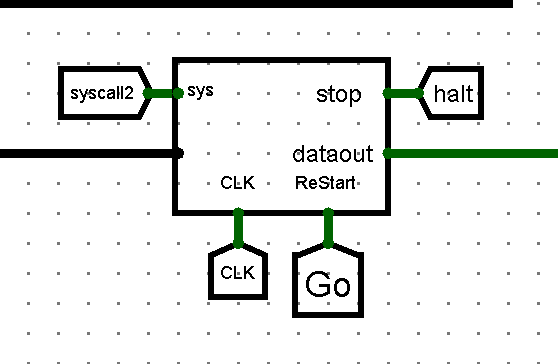 syscall2
sys
stop
halt
dataout
CLK
ReStart
CLK
Go